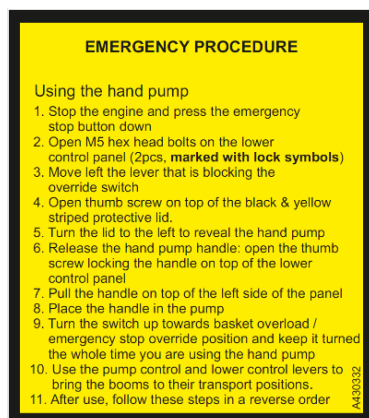 EMERGENCY PROCEDURE
Using the hand pump
1. Stop the engine and press the emergency
stop button down
2. Open M5 hex head bolts on the lower
control panel (2pcs, marked with lock symbols)
3. Move left the lever that is blocking the
override switch
4. Open thumb screw on top of the black & yellow
striped protective lid.
5. Turn the lid to the left to reveal the hand pump
6. Release the hand pump handle: open the thumb
screw locking the handle on top of the lower
control panel
7. Pull the handle on top of the left side of the panel
8. Place the handle in the pump
9. Turn the switch up towards basket overload /
emergency stop override position and keep it turned
the whole time you are using the hand pump
10. Use the pump control and lower control levers to
bring the booms to their transport positions.
11. After use, follow these steps in a reverse order
A430332